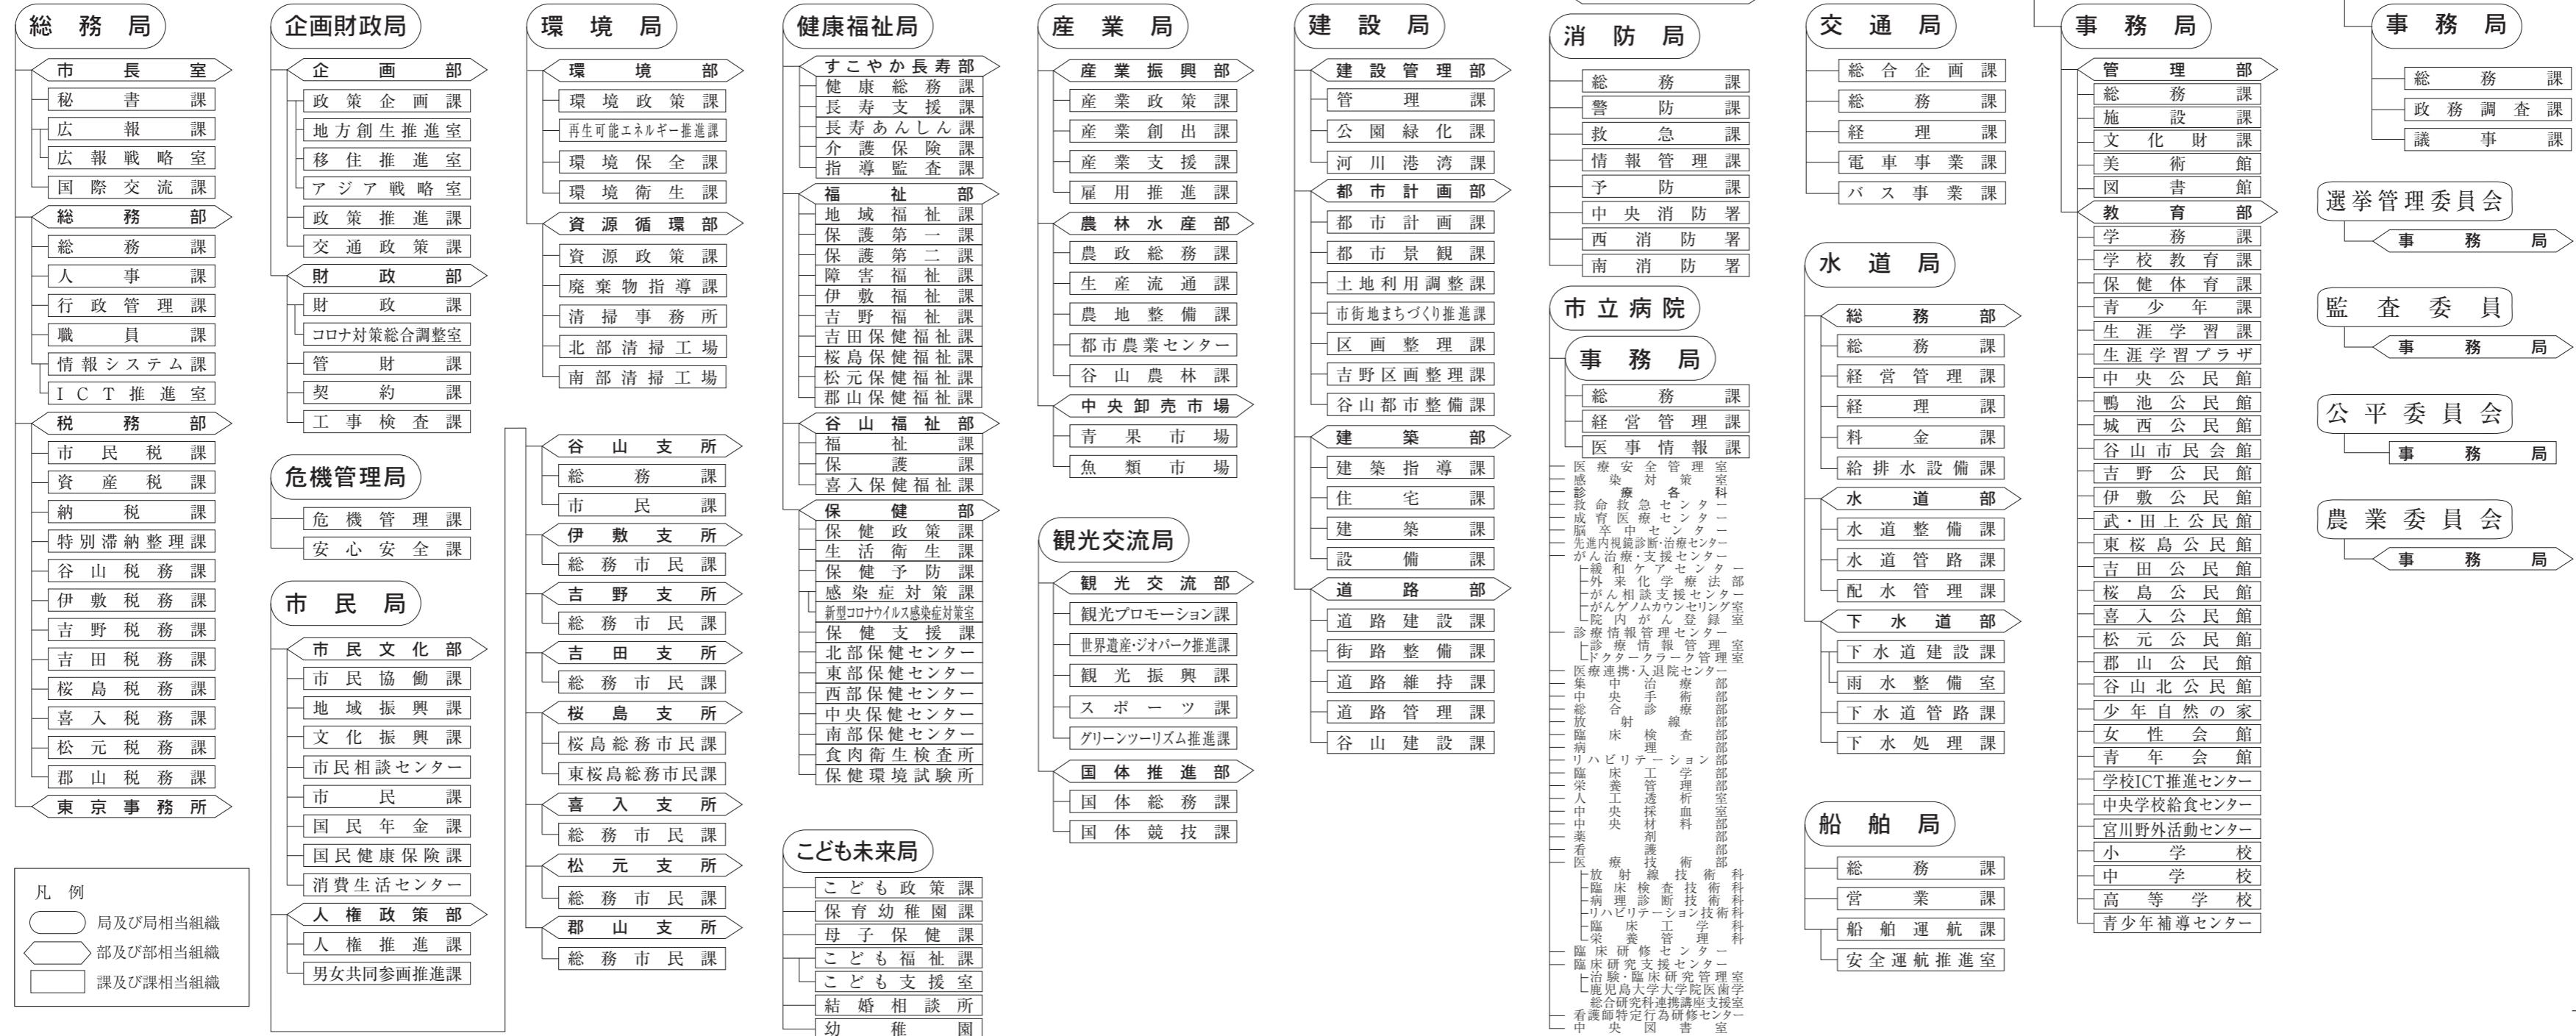 総務局
市長室
秘書課
広報課
広報戦略室
国際交流課
総務部
総務課
人事課
行政管理課
職員課
情報システム課
ICT推進室
税務部
市民税課
資産税課
納税課
特別滞納整理課
谷山税務課
伊敷税務課
吉野税務課
吉田税務課
桜島税務課
喜入税務課
松元税務課
郡山税務課
東京事務所
凡例
局及び局相当組織
部及び部相当組織
課及び課相当組織
企画財政局
企画部
政策企画課
地方創生推進室
移住推進室
アジア戦略室
政策推進課
交通政策課
財政部
財政課
コロナ対策総合調整室
管財課
契約課
工事検査課
危機管理局
危機管理課
安心安全課
市民局
市民文化部
市民協働課
地域振興課
文化振興課
市民相談センター
市民課
国民年金課
国民健康保険課
消費生活センター
人権政策部
人権推進課
男女共同参画推進課
環境局
環境部
環境政策課
再生可能エネルギー推進課
環境保全課
環境衛生課
資源循環部
資源政策課
廃棄物指導課
清掃事務所
北部清掃工場
南部清掃工場
谷山支所
総務課
市民課
伊敷支所
総務市民課
吉野支所
総務市民課
吉田支所
総務市民課
桜島支所
桜島総務市民課
東桜島総務市民課
喜入支所
総務市民課
松元支所
総務市民課
郡山支所
総務市民課
健康福祉局
すこやか長寿部
健康総務課
長寿支援課
長寿あんしん課
介護保険課
指導監査課
福祉部
地域福祉課
保護第一課
保護第二課
障害福祉課
伊敷福祉課
吉野福祉課
吉田保健福祉課
桜島保健福祉課
松元保健福祉課
郡山保健福祉課
谷山福祉部
福祉課
保護課
喜入保健福祉課
保健部
保健政策課
生活衛生課
保健予防課
感染症対策課
新型コロナウイルス感染症対策室
保健支援課
北部保健センター
東部保健センター
西部保健センター
中央保健センター
南部保健センター
食肉衛生検査所
保健環境試験所
こども未来局
こども政策課
保育幼稚園課
母子保健課
こども福祉課
こども支援室
結婚相談所
幼稚園
産業局
産業振興部
産業政策課
産業創出課
産業支援課
雇用推進課
農林水産部
農政総務課
生産流通課
農地整備課
都市農業センター
谷山農林課
中央卸売市場
青果市場
魚類市場
観光交流局
観光交流部
観光プロモーション課
世界遺産・ジオパーク推進課
観光振興課
スポーツ課
グリーンツーリズム推進課
国体推進部
国体総務課
国体競技課
建設局
建設管理部
管理課
公園緑化課
河川港湾課
都市計画部
都市計画課
都市景観課
土地利用調整課
市街地まちづくり推進課
区画整理課
吉野区画整理課
谷山都市整備課
建築部
建築指導課
住宅課
建築課
設備課
道路部
道路建設課
街路整備課
道路維持課
道路管理課
谷山建設課
消防局
総務課
警防課
救急課
情報管理課
予防課
中央消防署
西消防署
南消防署
市立病院
事務局
総務課
経営管理課
医事情報課
医療安全管理室
感染対策室
診療各科
救命救急センター
成育医療センター
脳卒中センター
先進内視鏡診断・治療センター
がん治療・支援センター
緩和ケアセンター
外来化学療法部
がん相談支援センター
がんゲノムカウンセリング室
院内がん登録室
診療情報管理センター
診療情報管理室
ドクタークラーク管理室
医療連携・入退院センター
集中治療部
中央手術部
総合診療部
放射線部
臨床検査部
病理部
リハビリテーション部
臨床工学部
栄養管理部
人工透析室
中央採血室
中央材料部
薬剤部
看護部
医療技術部
放射線技術科
臨床検査技術科
病理診断技術科
リハビリテーション技術科
臨床工学科
栄養管理科
臨床研修センター
臨床研究支援センター
治験・臨床研究管理室
鹿児島大学大学院医歯学
総合研究科連携講座支援室
看護師特定行為研修センター
中央図書室
交通局
総合企画課
総務課
経理課
電車事業課
バス事業課
水道局
総務部
総務課
経営管理課
経理課
料金課
給排水設備課
水道部
水道整備課
水道管路課
配水管理課
下水道部
下水道建設課
雨水整備室
下水道管路課
下水処理課
船舶局
総務課
営業課
船舶運航課
安全運航推進室
事務局
管理部
総務課
施設課
文化財課
美術館
図書館
教育部
学務課
学校教育課
保健体育課
青少年課
生涯学習課
生涯学習プラザ
中央公民館
鴨池公民館
城西公民館
谷山市民会館
吉野公民館
伊敷公民館
武・田上公民館
東桜島公民館
吉田公民館
桜島公民館
喜入公民館
松元公民館
郡山公民館
谷山北公民館
少年自然の家
女性会館
青年会館
学校ICT推進センター
中央学校給食センター
宮川野外活動センター
小学校
中学校
高等学校
青少年補導センター
事務局
総務課
政務調査課
議事課
選挙管理委員会
事務局
監査委員
事務局
公平委員会
事務局
農業委員会
事務局